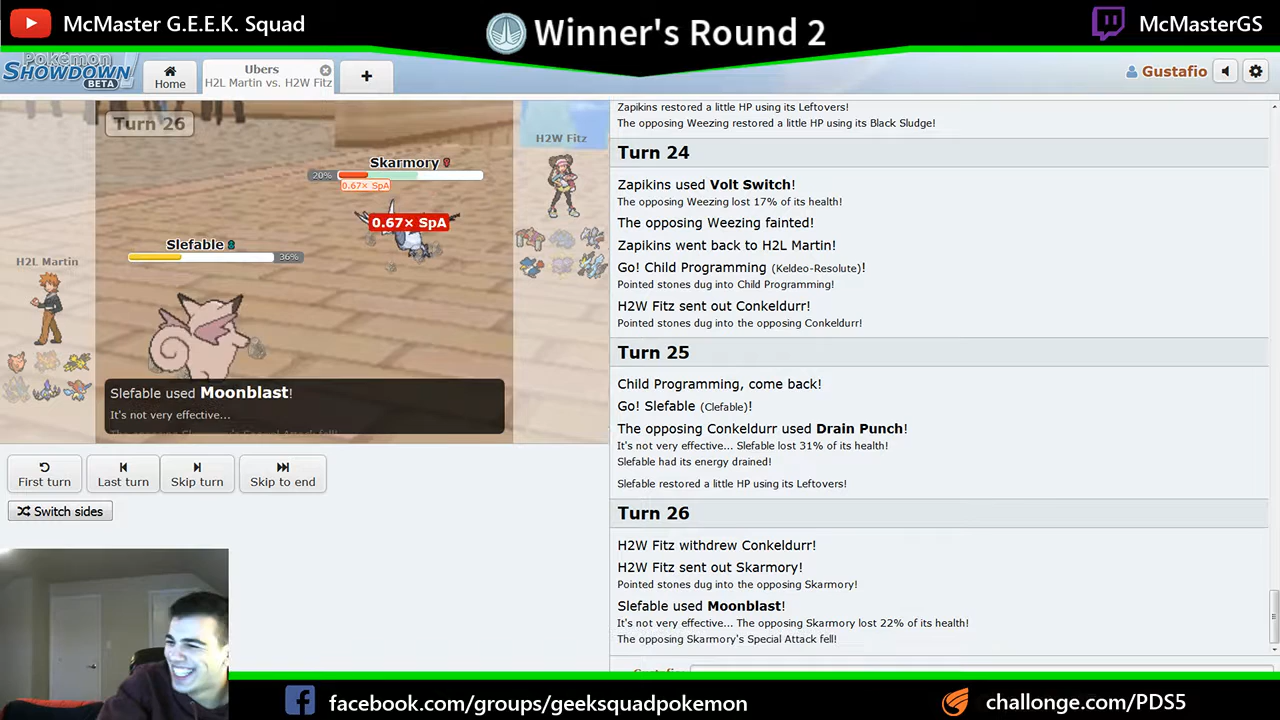 McMaster G.E.E.K. Squad
Winner's Round 2
McMasterGS
Pokémon
SHOWDOWN
BETA
Home
Ubers
H2L Martin vs. H2W Fitz
Gustafio
Turn 26
H2W Fitz
Skarmory
20%
0.67× SpA
0.67× SpA
Slefable
36%
H2L Martin
Slefable used Moonblast!
It's not very effective...
The opposing Skarmory's Special Attack fell!
First turn
Last turn
Skip turn
Skip to end
Switch sides
Zapikins restored a little HP using its Leftovers!
The opposing Weezing restored a little HP using its Black Sludge!
Turn 24
Zapikins used Volt Switch!
The opposing Weezing lost 17% of its health!
The opposing Weezing fainted!
Zapikins went back to H2L Martin!
Go! Child Programming (Keldeo-Resolute)!
Pointed stones dug into Child Programming!
H2W Fitz sent out Conkeldurr!
Pointed stones dug into the opposing Conkeldurr!
Turn 25
Child Programming, come back!
Go! Slefable (Clefable)!
The opposing Conkeldurr used Drain Punch!
It's not very effective... Slefable lost 31% of its health!
Slefable had its energy drained!
Slefable restored a little HP using its Leftovers!
Turn 26
H2W Fitz withdrew Conkeldurr!
H2W Fitz sent out Skarmory!
Pointed stones dug into the opposing Skarmory!
Slefable used Moonblast!
It's not very effective... The opposing Skarmory lost 22% of its health!
The opposing Skarmory's Special Attack fell!
Gustafio
facebook.com/groups/geeksquadpokemon
challonge.com/PDS5